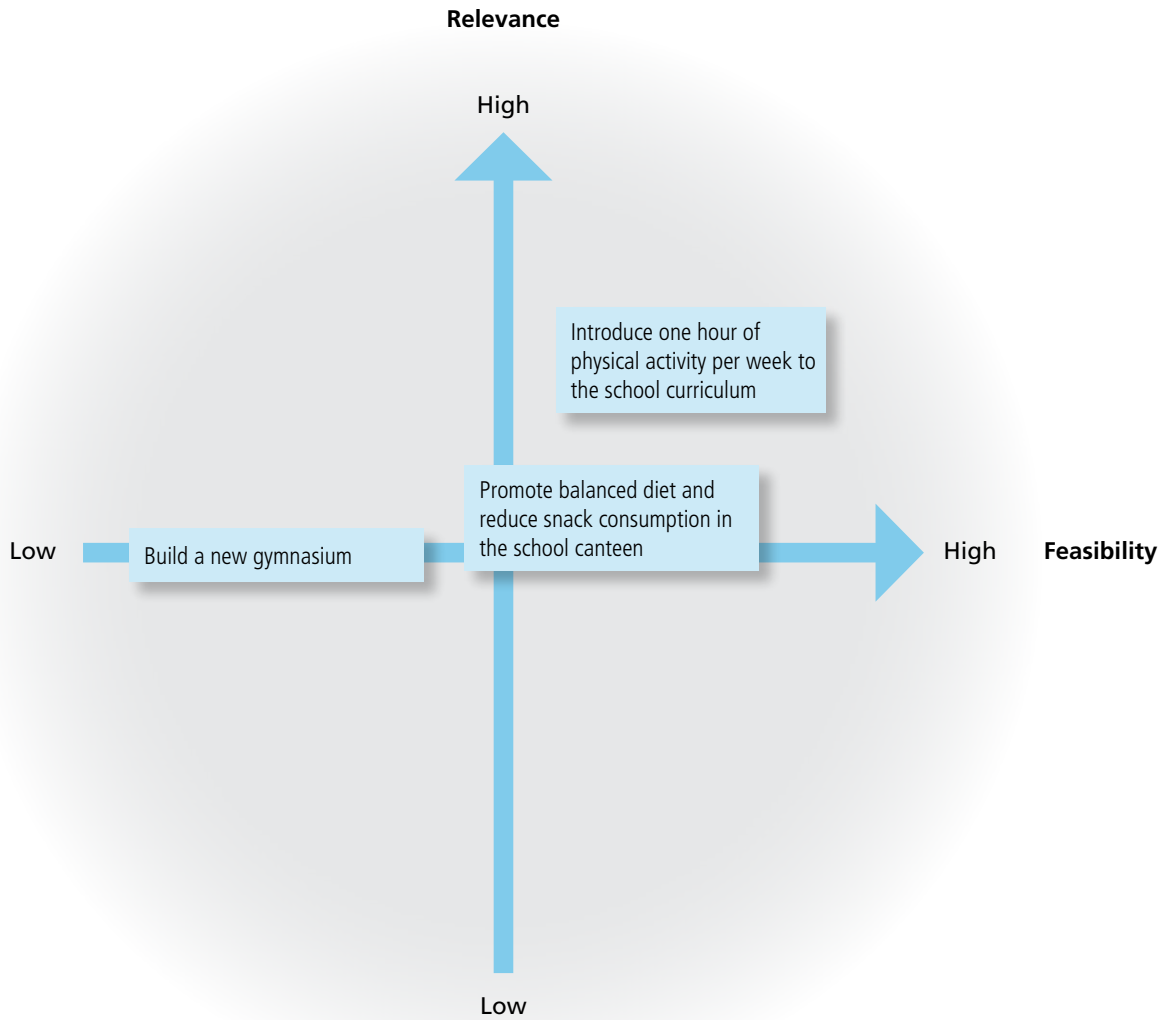 Relevance
High
Introduce one hour of
physical activity per week to
the school curriculum
Promote balanced diet and
reduce snack consumption in
the school canteen
Low
Build a new gymnasium
High
Feasibility
Low